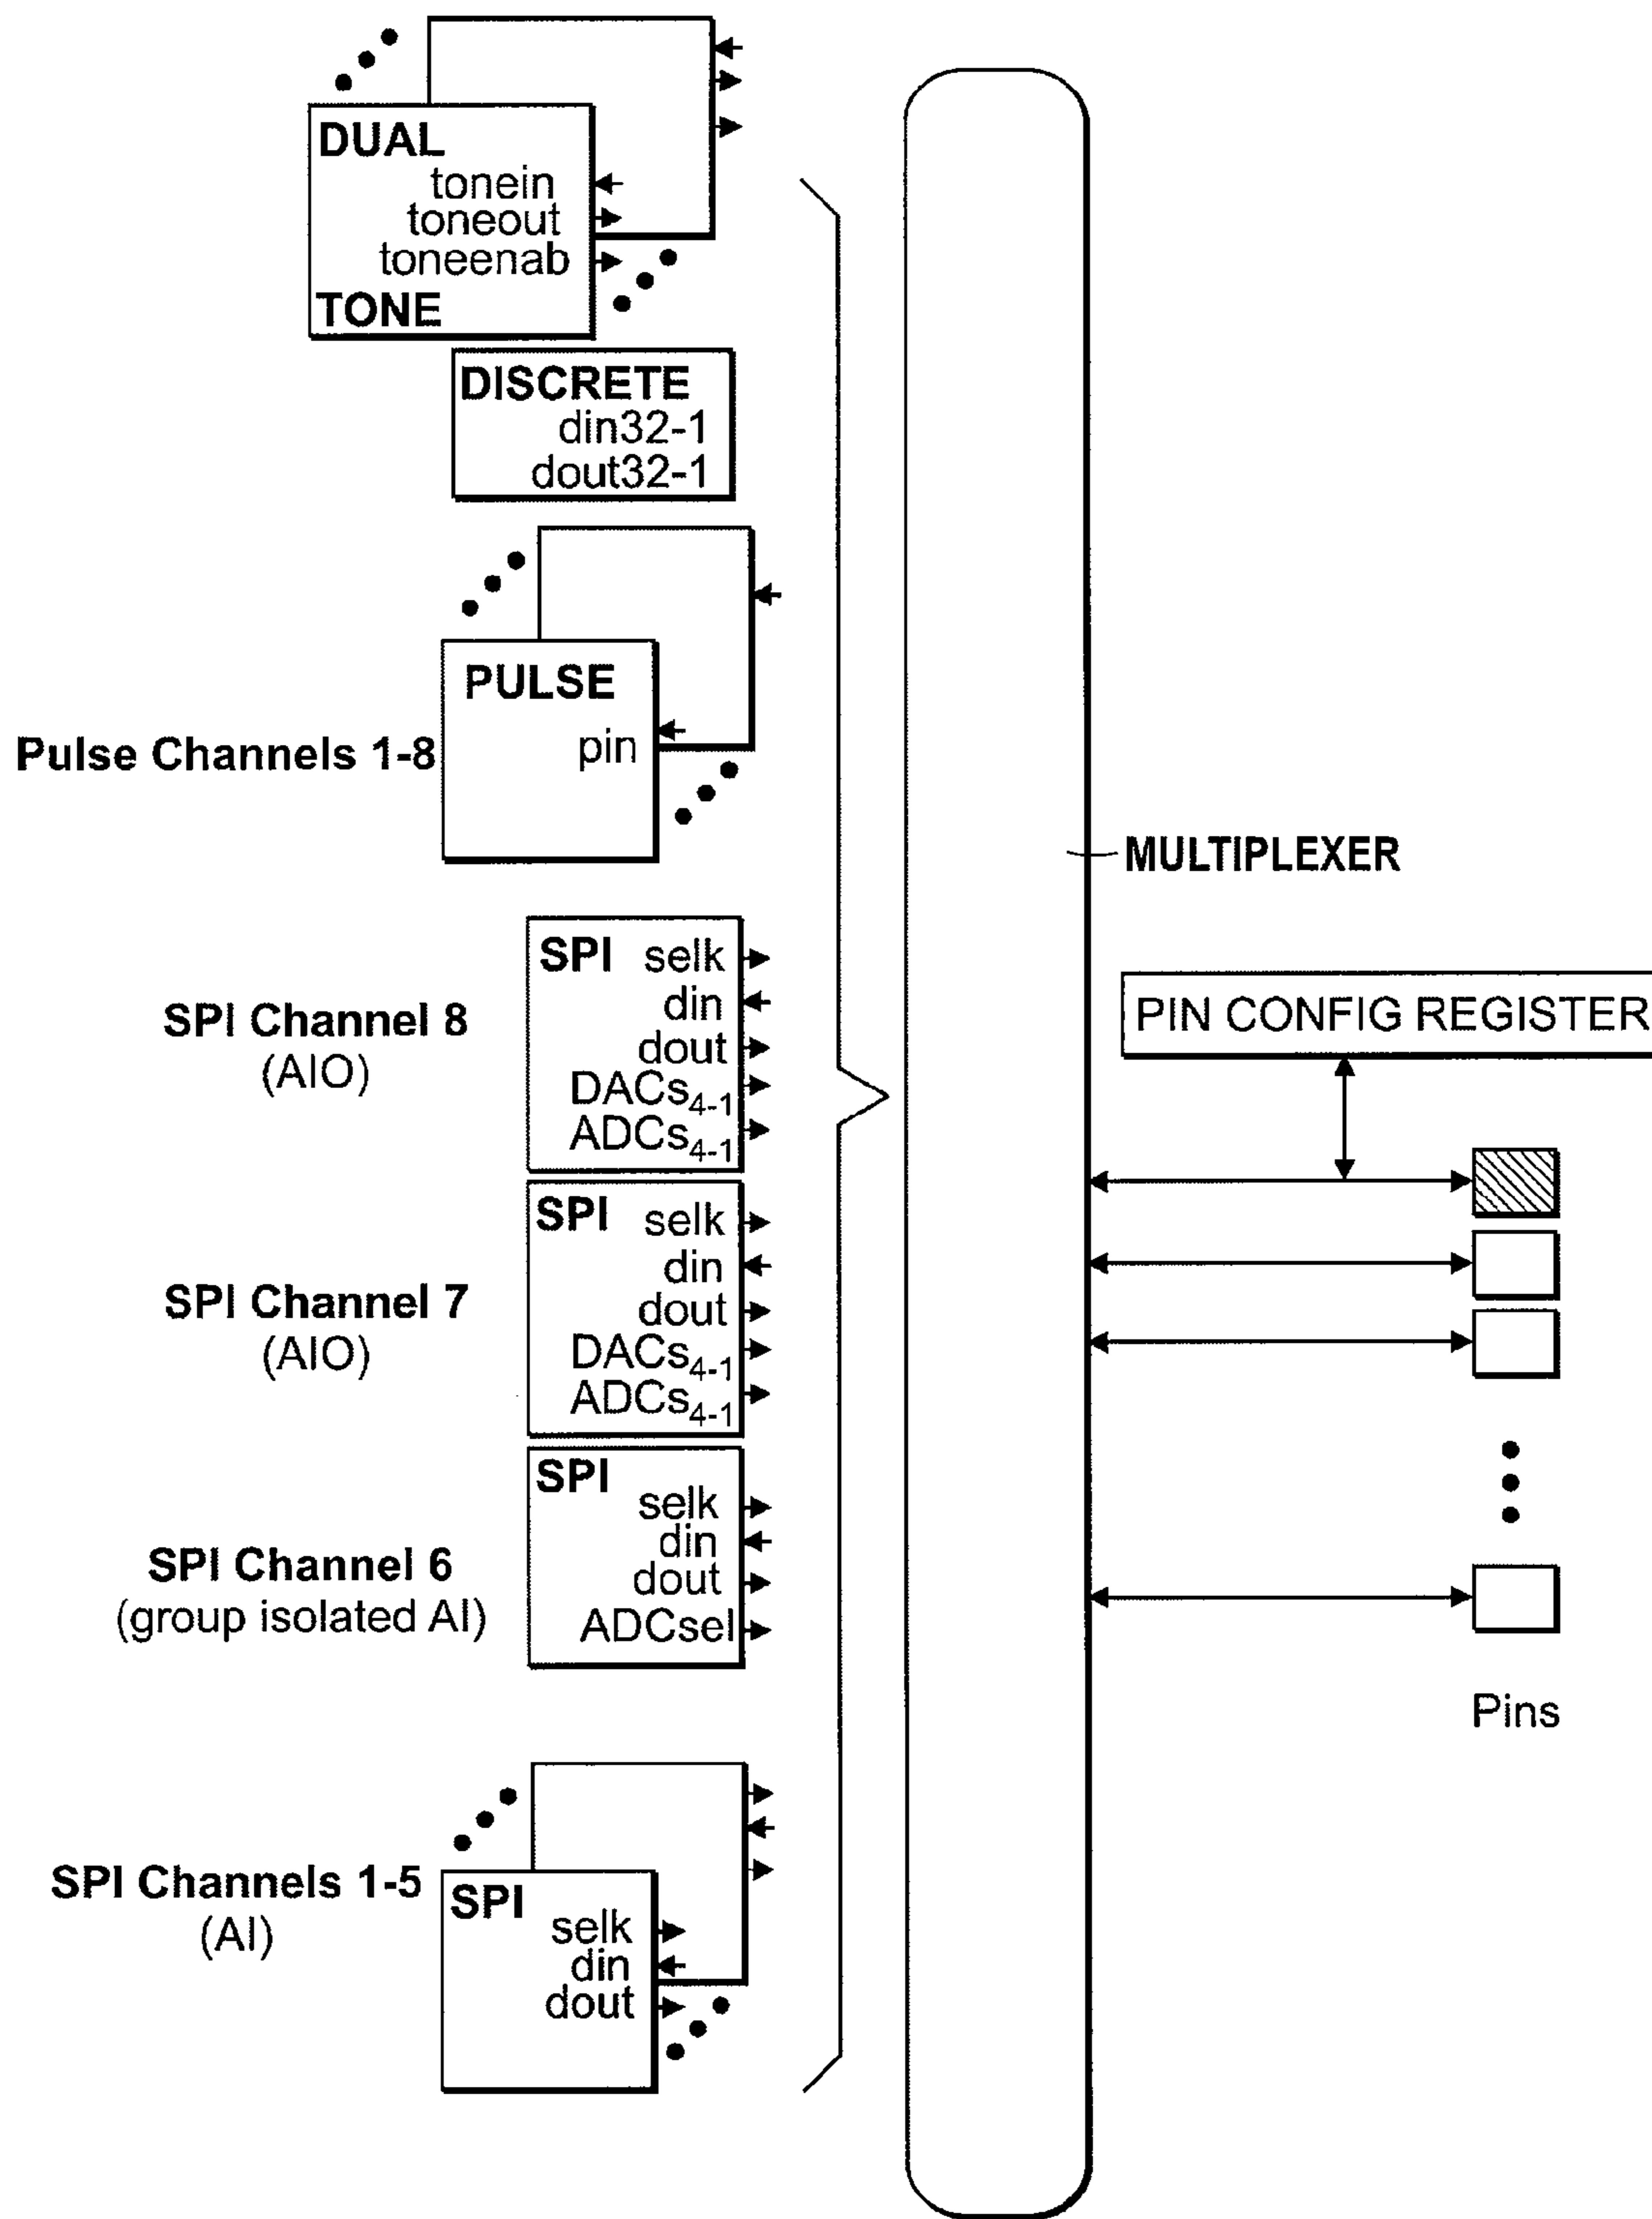 DUAL
tonein
toneout
toneenab
TONE
DISCRETE
din32-1
dout32-1
PULSE
pin
Pulse Channels 1-8
MULTIPLEXER
SPI selk
din
dout
DACs4-1
ADCs4-1
SPI Channel 8
(AIO)
PIN CONFIG REGISTER
SPI selk
din
dout
DACs4-1
ADCs4-1
SPI Channel 7
(AIO)
SPI
selk
din
dout
ADCsel
SPI Channel 6
(group isolated AI)
Pins
SPI Channels 1-5
(AI)
SPI
selk
din
dout